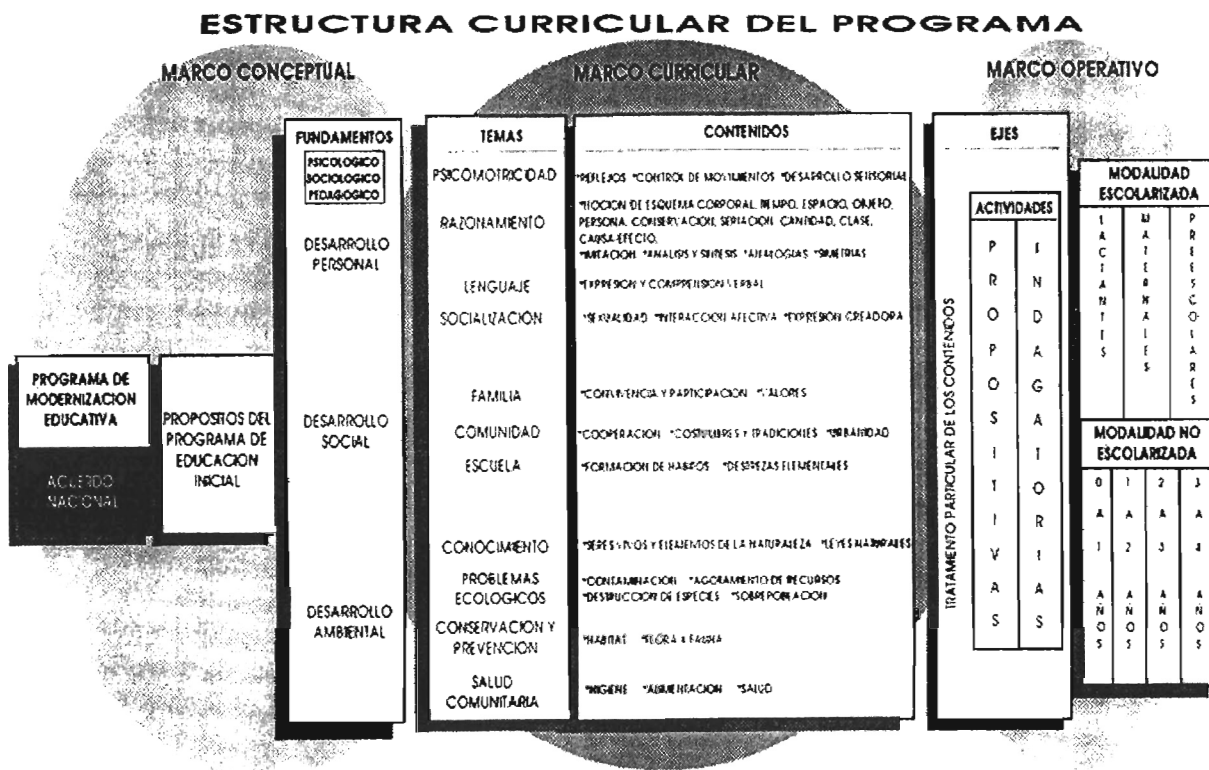 ESTRUCTURA CURRICULAR DEL PROGRAMA
MARCO CONCEPTUAL
MARCO CURRICULAR
MARCO OPERATIVO
PROGRAMA DE
MODERNIZACION
EDUCATIVA
ACUERDO
NACIONAL
PROPOSITOS DEL
PROGRAMA DE
EDUCACION
INICIAL
FUNDAMENTOS
PSICOLOGICO
SOCIOLOGICO
PEDAGOGICO
DESARROLLO
PERSONAL
DESARROLLO
SOCIAL
DESARROLLO
AMBIENTAL
TEMAS
CONTENIDOS
PSICOMOTRICIDAD
*REFLEJOS *CONTROL DE MOVIMIENTOS *DESARROLLO SENSORIAL
RAZONAMIENTO
*NOCION DE ESQUEMA CORPORAL, TIEMPO, ESPACIO, OBJETO,
PERSONA, CONSERVACION, SERIACION, CANTIDAD, CLASE,
CAUSA-EFECTO,
*IMITACION *ANALISIS Y SINTESIS *ANALOGIAS *SIMETRIAS
LENGUAJE
*EXPRESION Y COMPRENSION VERBAL
SOCIALIZACION
*SEXUALIDAD *INTERACCION AFECTIVA *EXPRESION CREADORA
FAMILIA
*CONVIVENCIA Y PARTICIPACION *VALORES
COMUNIDAD
*COOPERACION *COSTUMBRES Y TRADICIONES *URBANIDAD
ESCUELA
*FORMACION DE HABITOS *DESTREZAS ELEMENTALES
CONOCIMIENTO
*SERES VIVOS Y ELEMENTOS DE LA NATURALEZA *LEYES NATURALES
PROBLEMAS
ECOLOGICOS
*CONTAMINACION *AGOTAMIENTO DE RECURSOS
*DESTRUCCION DE ESPECIES *SOBREPOBLACION
CONSERVACION Y
PREVENCION
*HABITAT *FLORA Y FAUNA
SALUD
COMUNITARIA
*HIGIENE *ALIMENTACION *SALUD
EJES
TRATAMIENTO PARTICULAR DE LOS CONTENIDOS
ACTIVIDADES
PROPOSITIVAS
INDAGATORIAS
MODALIDAD
ESCOLARIZADA
LACTANTES
MATERNALES
PREESCOLARES
MODALIDAD NO
ESCOLARIZADA
0 A 1 AÑOS
1 A 2 AÑOS
2 A 3 AÑOS
3 A 4 AÑOS